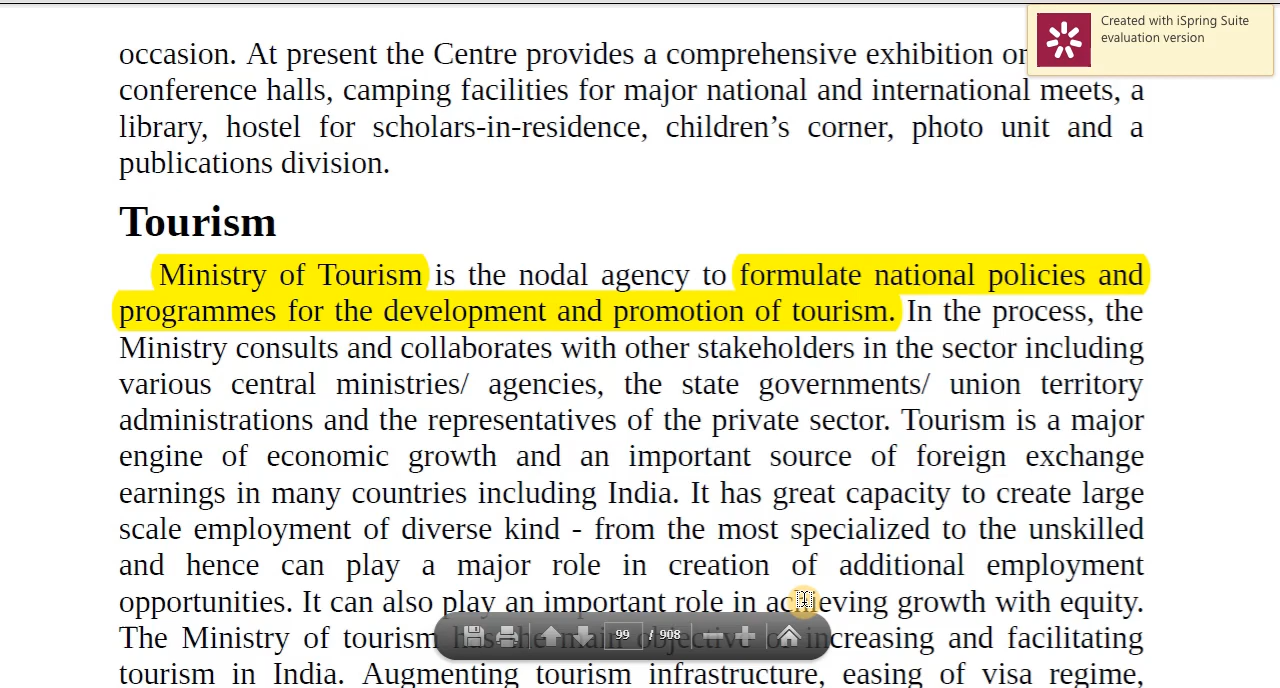 Created with iSpring Suite
evaluation version
occasion. At present the Centre provides a comprehensive exhibition on
conference halls, camping facilities for major national and international meets, a
library, hostel for scholars-in-residence, children’s corner, photo unit and a
publications division.
Tourism
Ministry of Tourism is the nodal agency to formulate national policies and
programmes for the development and promotion of tourism. In the process, the
Ministry consults and collaborates with other stakeholders in the sector including
various central ministries/ agencies, the state governments/ union territory
administrations and the representatives of the private sector. Tourism is a major
engine of economic growth and an important source of foreign exchange
earnings in many countries including India. It has great capacity to create large
scale employment of diverse kind - from the most specialized to the unskilled
and hence can play a major role in creation of additional employment
opportunities. It can also play an important role in achieving growth with equity.
The Ministry of tourism has the main objective of increasing and facilitating
tourism in India. Augmenting tourism infrastructure, easing of visa regime,
99 / 908